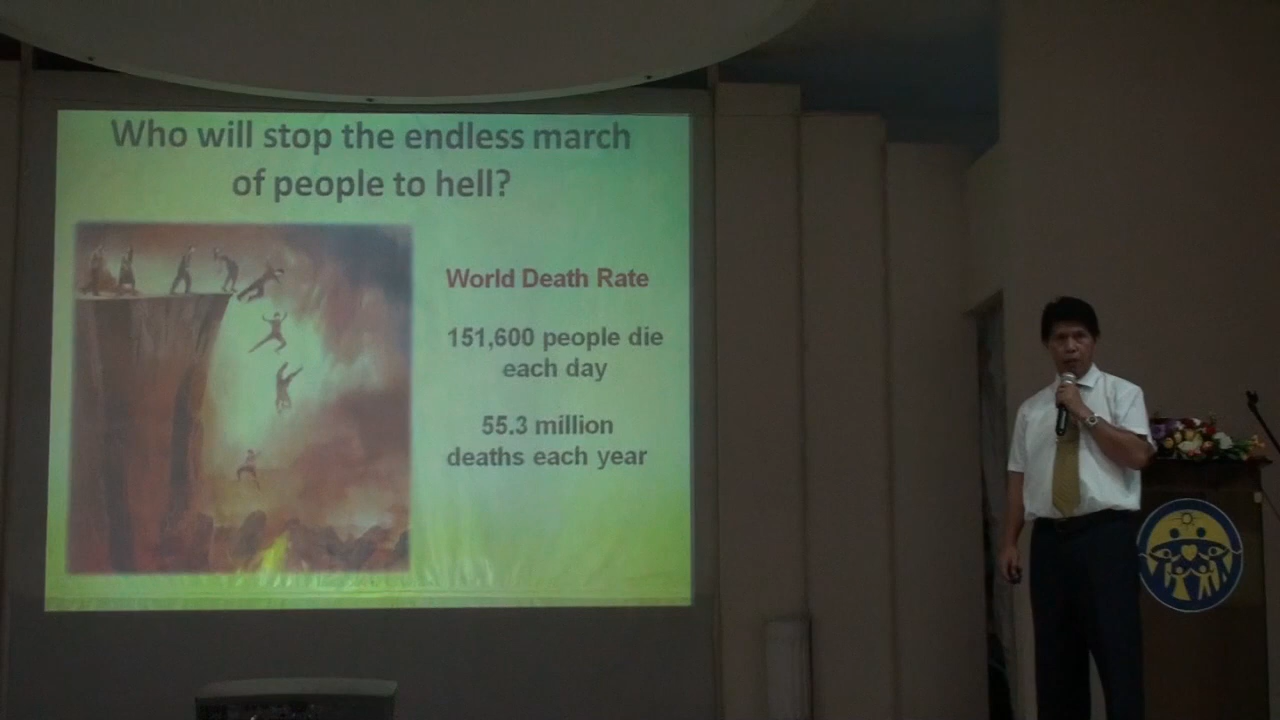 Who will stop the endless march
of people to hell?
World Death Rate
151,600 people die
each day
55.3 million
deaths each year